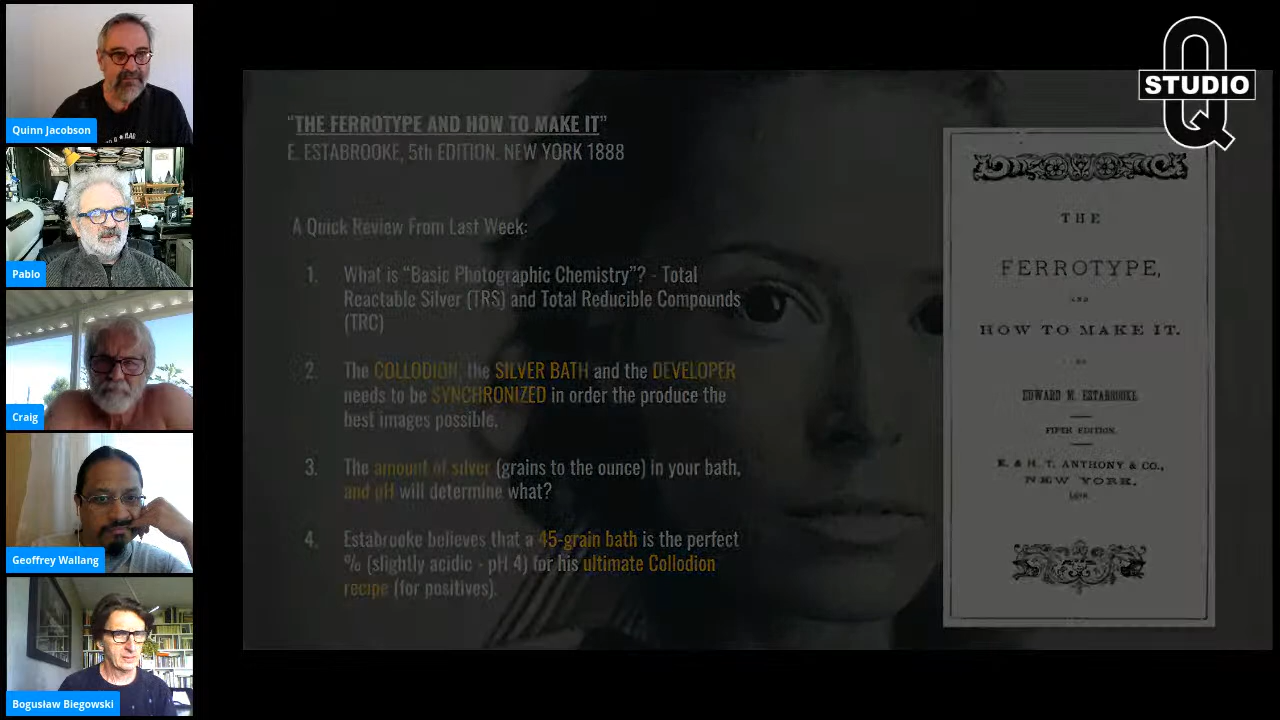 Quinn Jacobson
Pablo
Craig
Geoffrey Wallang
Bogusław Biegowski
STUDIO
Q
“THE FERROTYPE AND HOW TO MAKE IT”
E. ESTABROOKE, 5th EDITION. NEW YORK 1888
A Quick Review From Last Week:
1. What is “Basic Photographic Chemistry”? - Total
Reactable Silver (TRS) and Total Reducible Compounds
(TRC)
2. The COLLODION, the SILVER BATH and the DEVELOPER
needs to be SYNCHRONIZED in order the produce the
best images possible.
3. The amount of silver (grains to the ounce) in your bath,
and pH will determine what?
4. Estabrooke believes that a 45-grain bath is the perfect
% (slightly acidic - pH 4) for his ultimate Collodion
recipe (for positives).
THE
FERROTYPE,
AND
HOW TO MAKE IT.
EDWARD M. ESTABROOKE
FIFTH EDITION.
E. & H. T. ANTHONY & CO.,
NEW YORK.